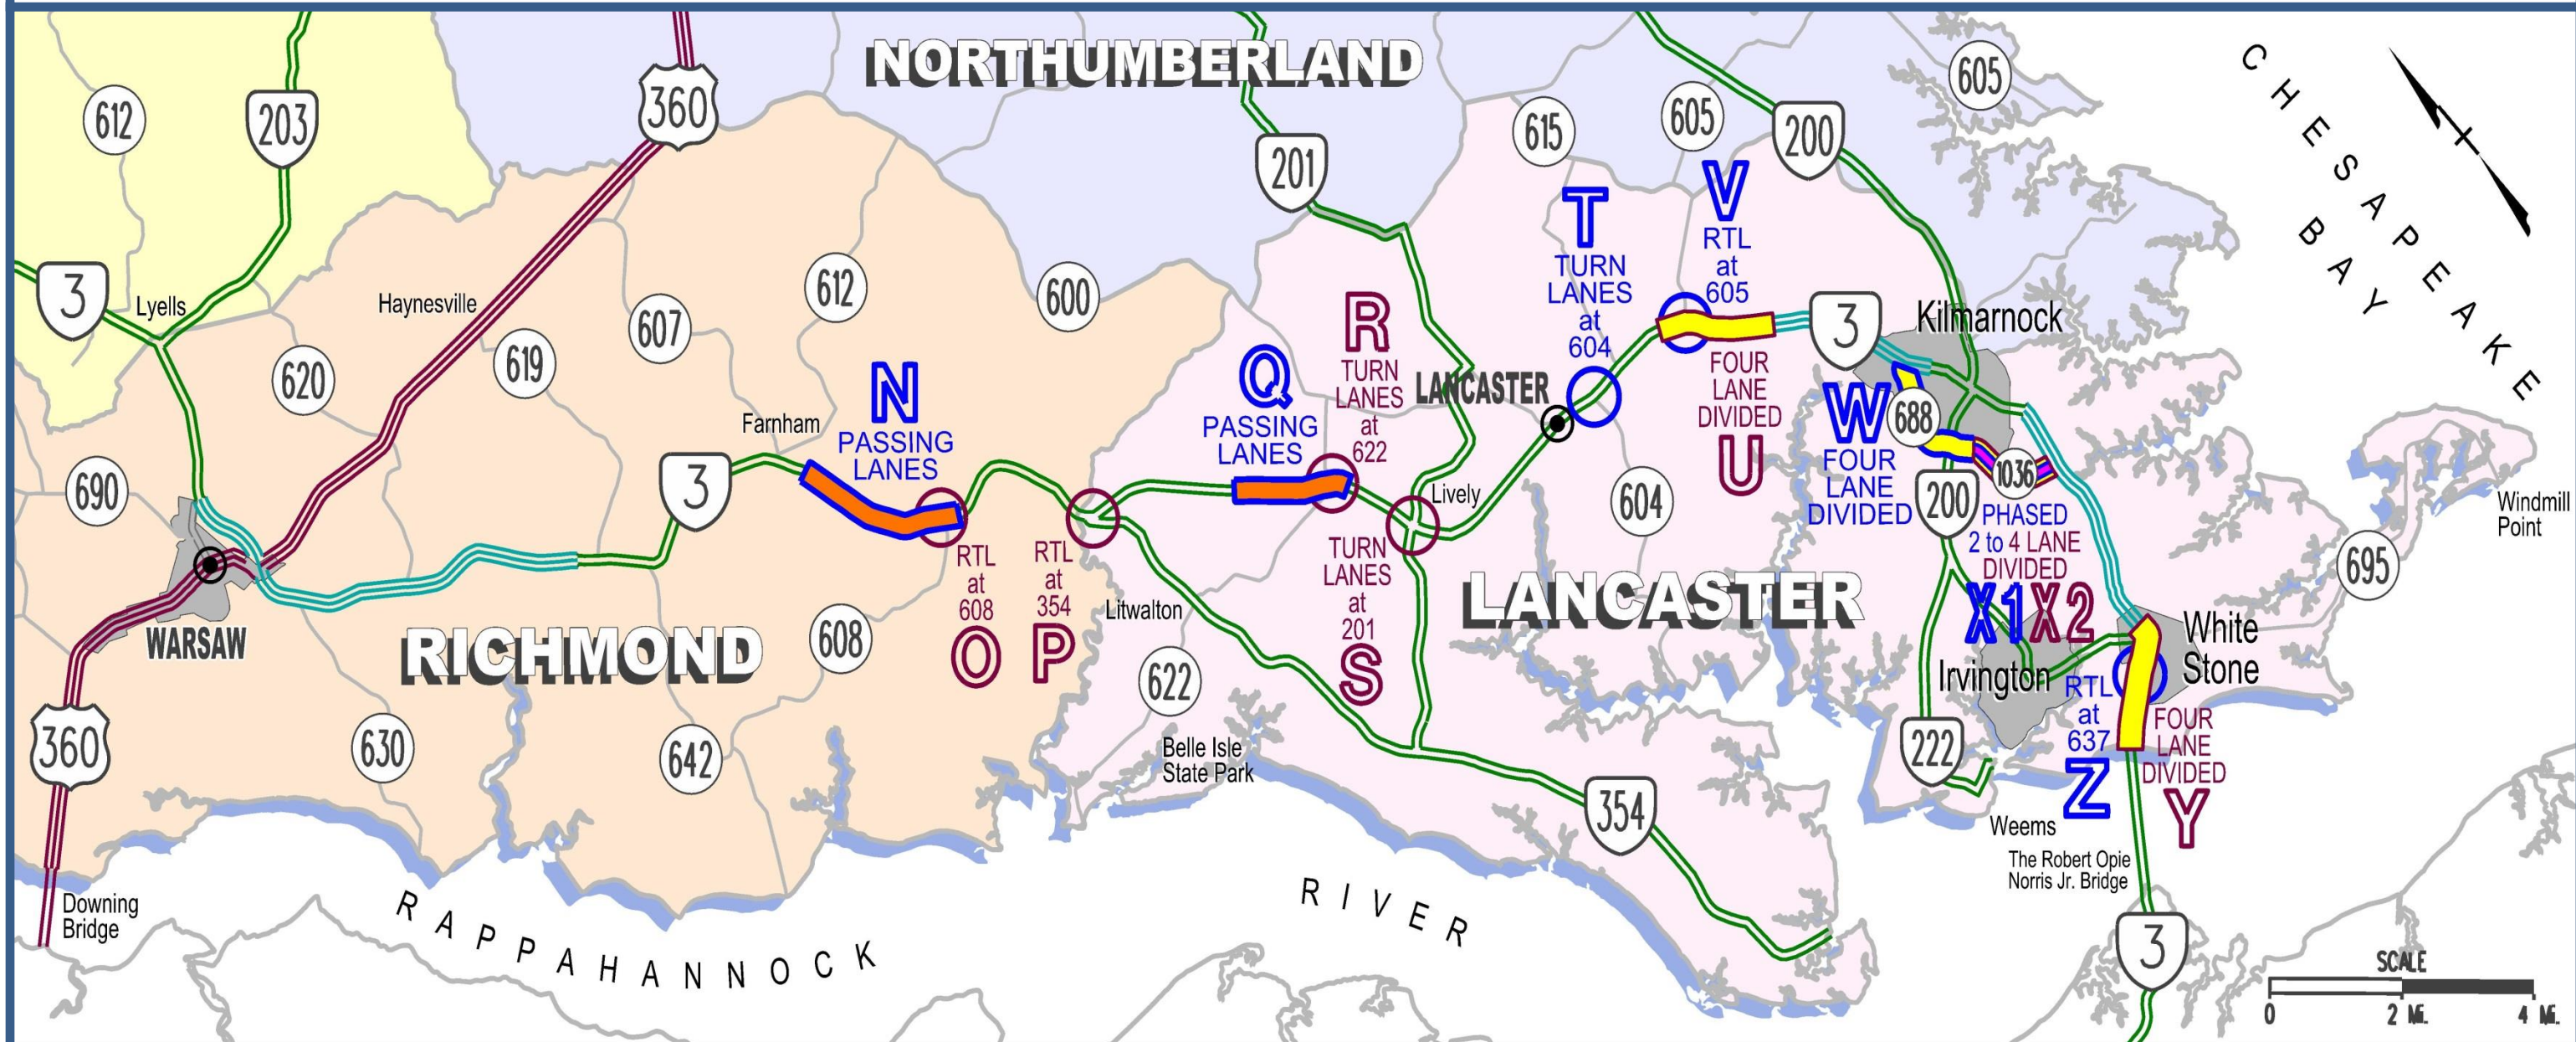 NORTHUMBERLAND
CHESAPEAKE
BAY
612
203
360
201
615
605
200
605
3
Lyells
Haynesville
620
619
607
612
600
N
PASSING
LANES
Farnham
Q
PASSING
LANES
R
TURN
LANES
at
622
T
TURN
LANES
at
604
V
RTL
at
605
LANCASTER
FOUR
LANE
DIVIDED
U
3
Kilmarnock
W
FOUR
LANE
DIVIDED
688
1036
200
PHASED
2 to 4 LANE
DIVIDED
X1 X2
690
3
Lively
604
Windmill
Point
695
WARSAW
RICHMOND
608
RTL
at
608
O
RTL
at
354
P
Litwalton
TURN
LANES
at
201
S
LANCASTER
622
Irvington
White
Stone
RTL
at
637
Z
FOUR
LANE
DIVIDED
Y
360
630
642
Belle Isle
State Park
354
222
Weems
The Robert Opie
Norris Jr. Bridge
Downing
Bridge
RAPPAHANNOCK
RIVER
3
SCALE
0 2 Mi. 4 Mi.